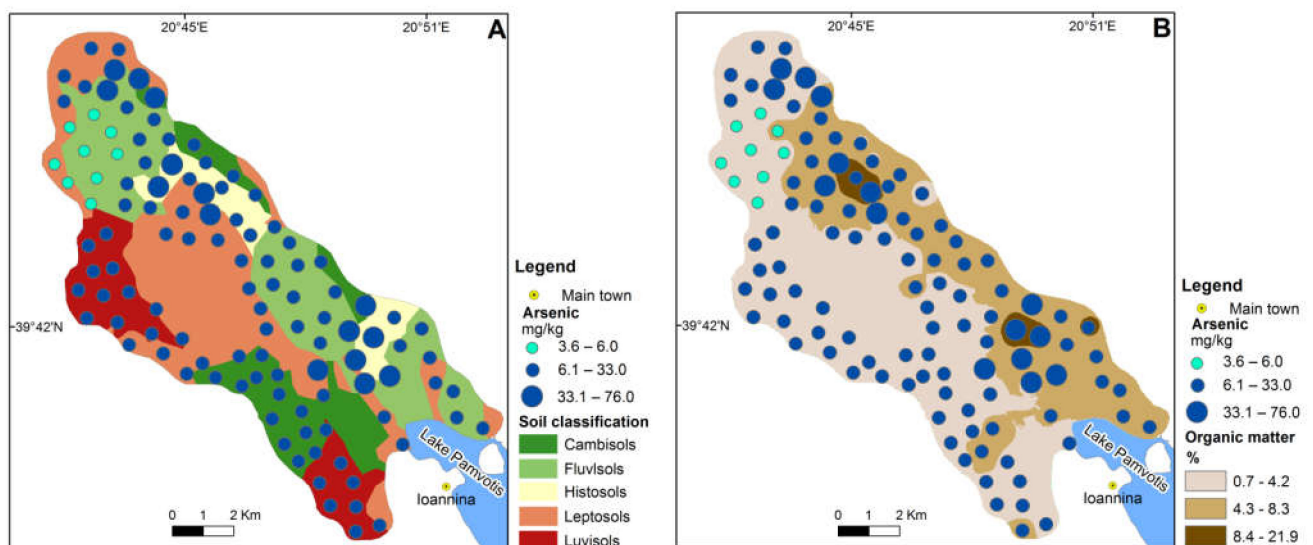 20°45'E
20°51'E
A
39°42'N
Legend
Main town
Arsenic
mg/kg
3.6 – 6.0
6.1 – 33.0
33.1 – 76.0
Soil classification
Cambisols
Fluvlsols
Histosols
Leptosols
Luvisols
Lake Pamvotis
Ioannina
0 1 2 Km
20°45'E
20°51'E
B
39°42'N
Legend
Main town
Arsenic
mg/kg
3.6 – 6.0
6.1 – 33.0
33.1 – 76.0
Organic matter
%
0.7 - 4.2
4.3 - 8.3
8.4 - 21.9
Lake Pamvotis
Ioannina
0 1 2 Km